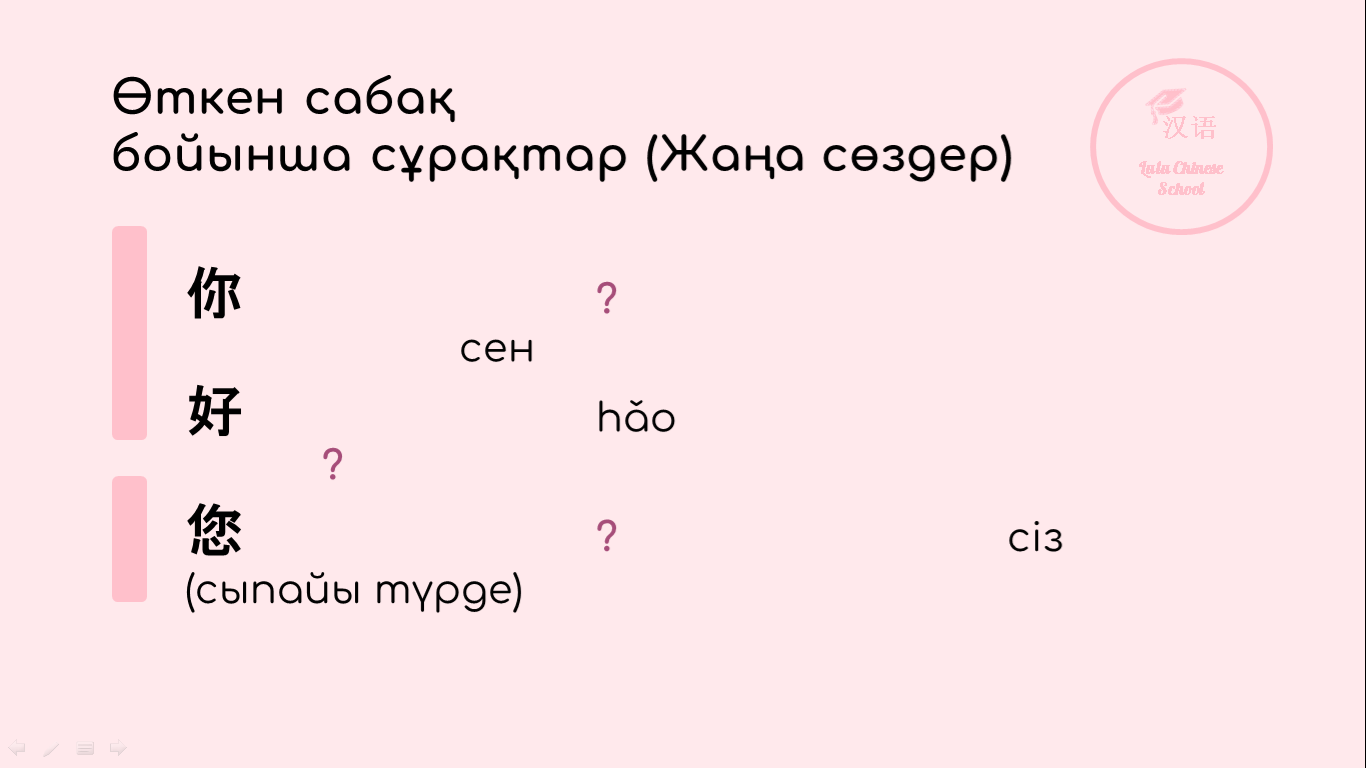 Өткен сабақ
бойынша сұрақтар (Жаңа сөздер)
汉语
Lulu Chinese
School
你 ?
сен
好 hǎo
?
您 ? сіз
(сыпайы түрде)